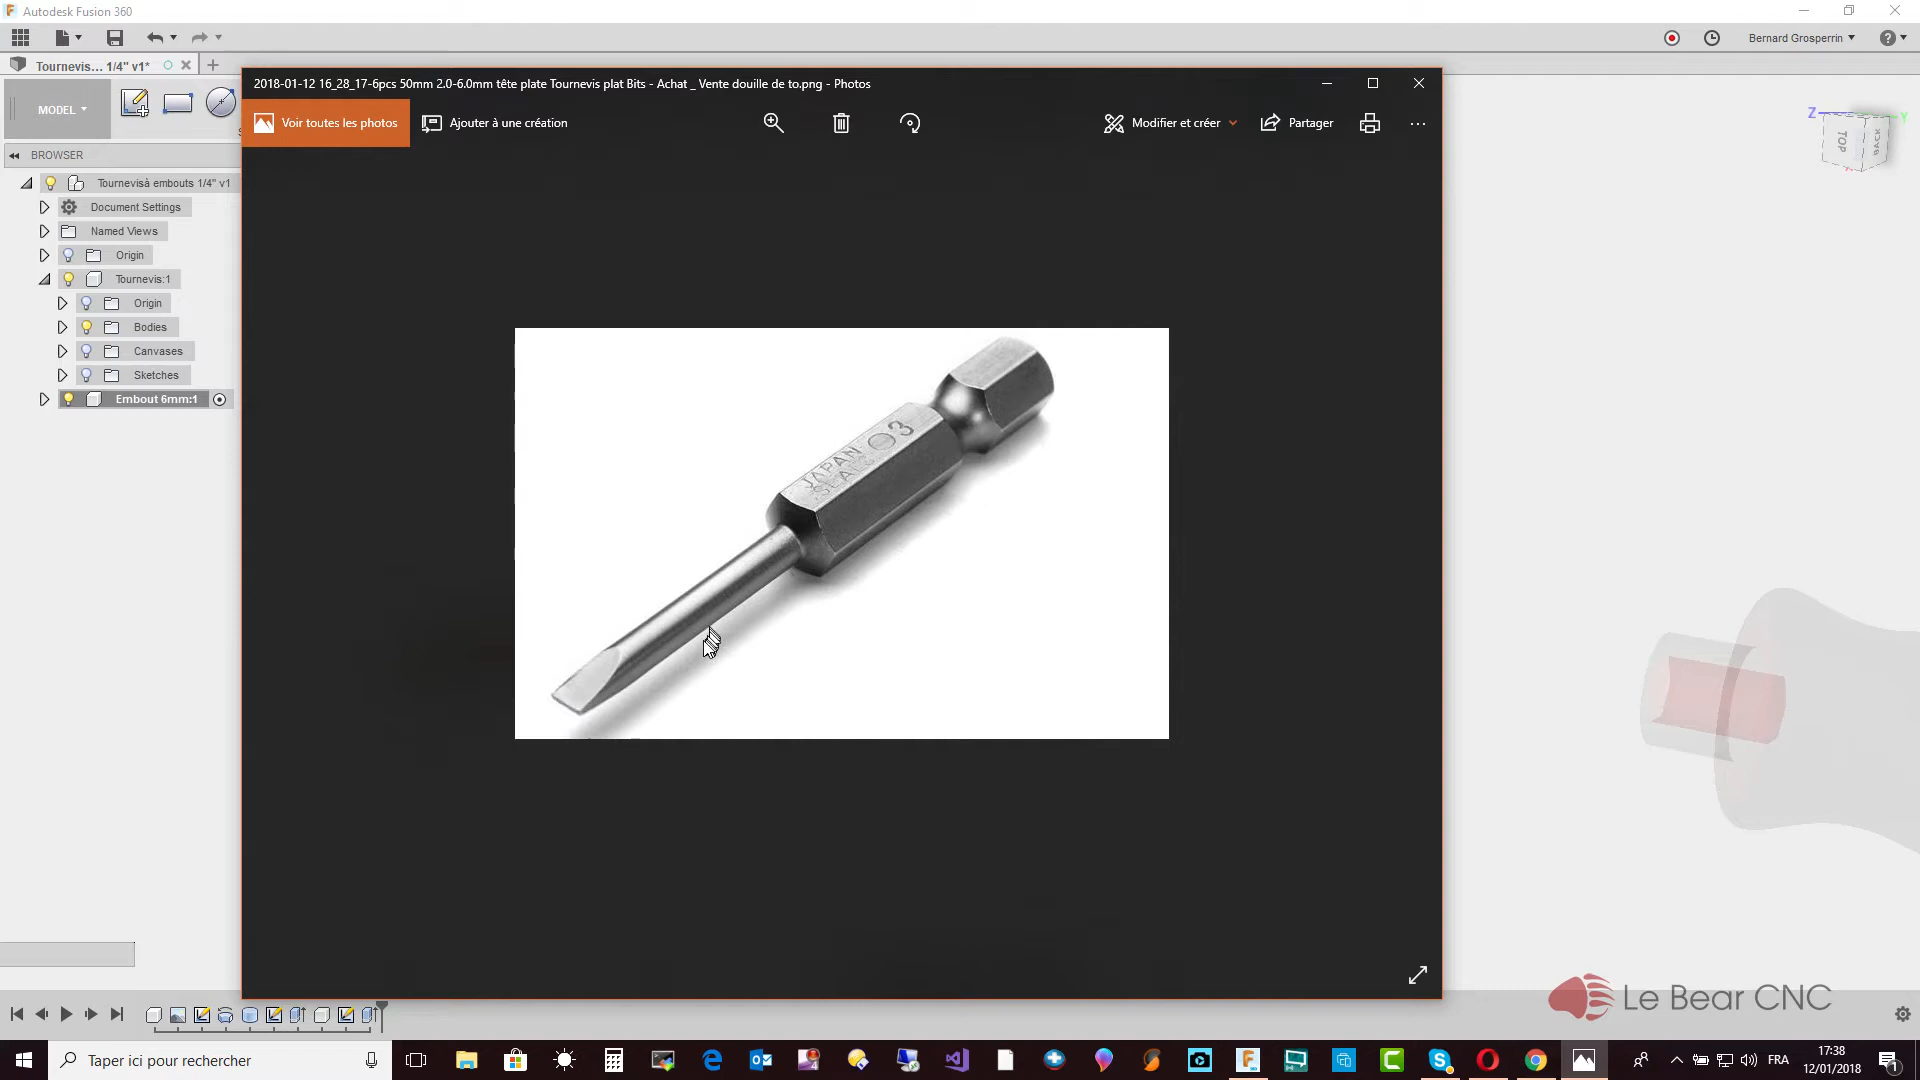 Autodesk Fusion 360
Bernard Grosperrin
Tournevis... 1/4" v1*
MODEL
BROWSER
Tournevisà embouts 1/4" v1
Document Settings
Named Views
Origin
Tournevis:1
Origin
Bodies
Canvases
Sketches
Embout 6mm:1
2018-01-12 16_28_17-6pcs 50mm 2.0-6.0mm tête plate Tournevis plat Bits - Achat _ Vente douille de to.png - Photos
Voir toutes les photos
Ajouter à une création
Modifier et créer
Partager
JAPAN
3
Z
Y
TOP
BACK
Le Bear CNC
Taper ici pour rechercher
FRA
17:38
12/01/2018
1